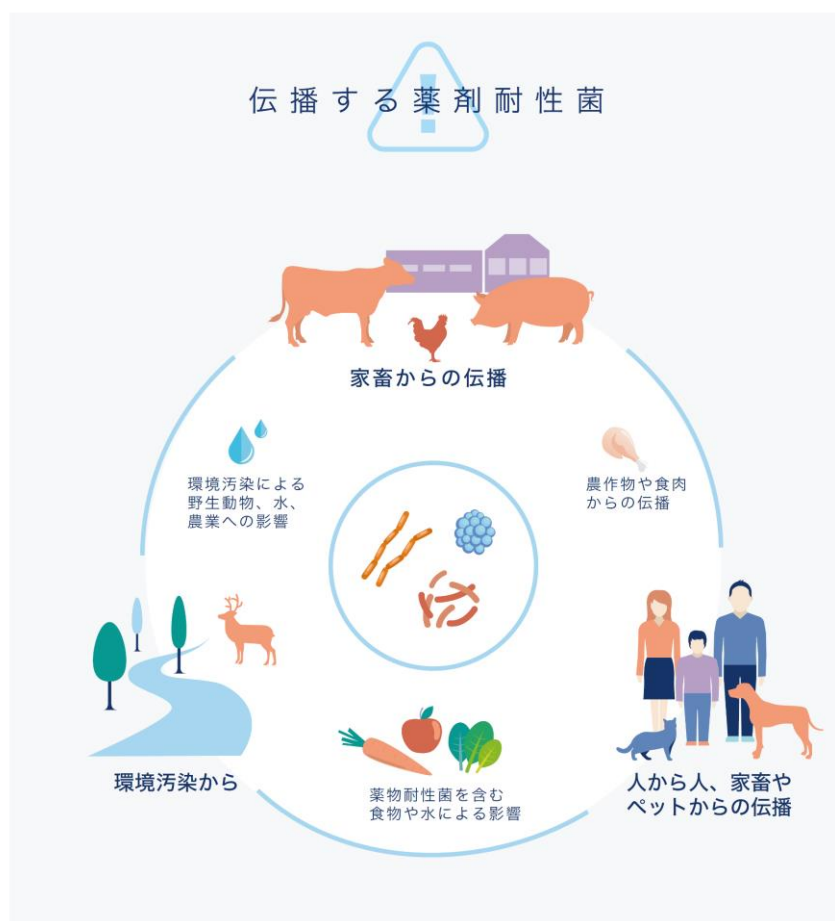 伝播する薬剤耐性菌
家畜からの伝播
環境汚染による
野生動物、水、
農業への影響
農作物や食肉
からの伝播
環境汚染から
薬物耐性菌を含む
食物や水による影響
人から人、家畜や
ペットからの伝播